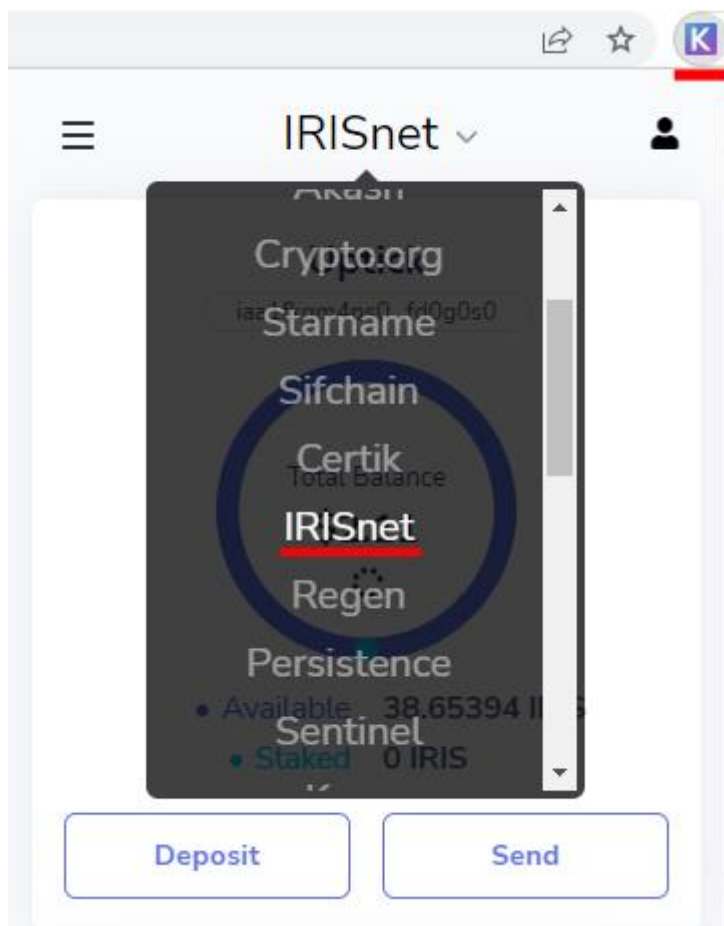 K
IRISnet
Akash
Crypto.org
Starname
Sifchain
Certik
Total Balance
IRISnet
Regen
Persistence
Available 38.65394
Sentinel
Staked 0 IRIS
Deposit Send